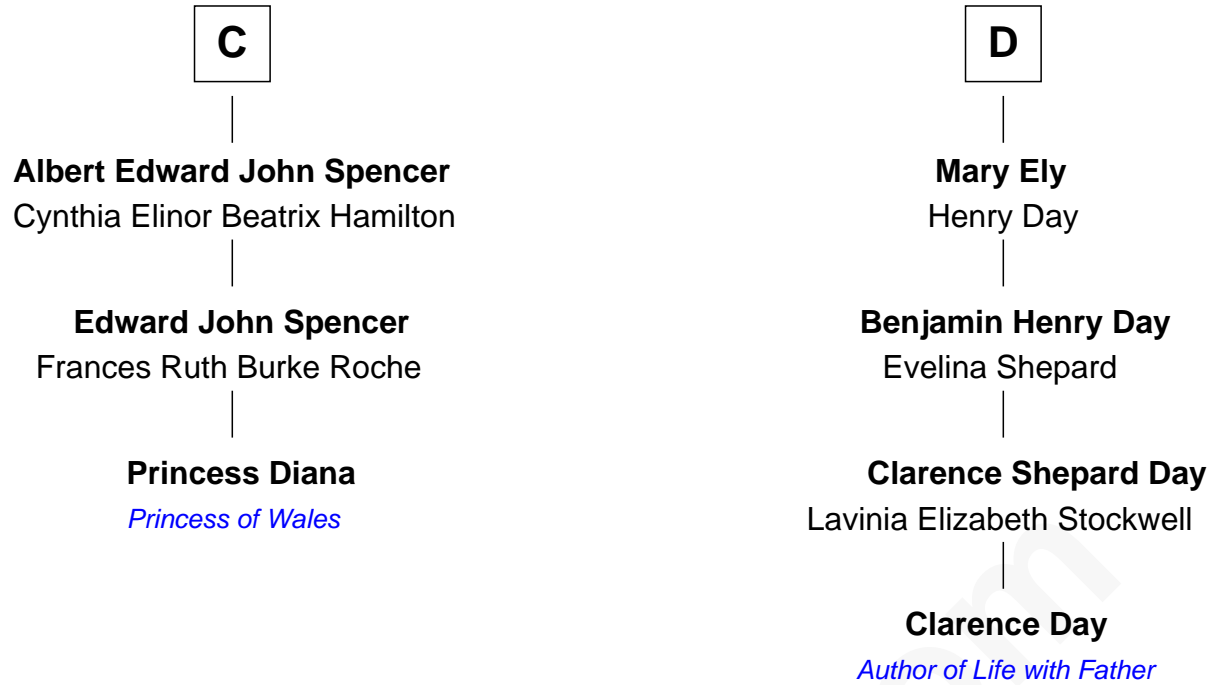 C
Albert Edward John Spencer
Cynthia Elinor Beatrix Hamilton
Edward John Spencer
Frances Ruth Burke Roche
Princess Diana
Princess of Wales
D
Mary Ely
Henry Day
Benjamin Henry Day
Evelina Shepard
Clarence Shepard Day
Lavinia Elizabeth Stockwell
Clarence Day
Author of Life with Father